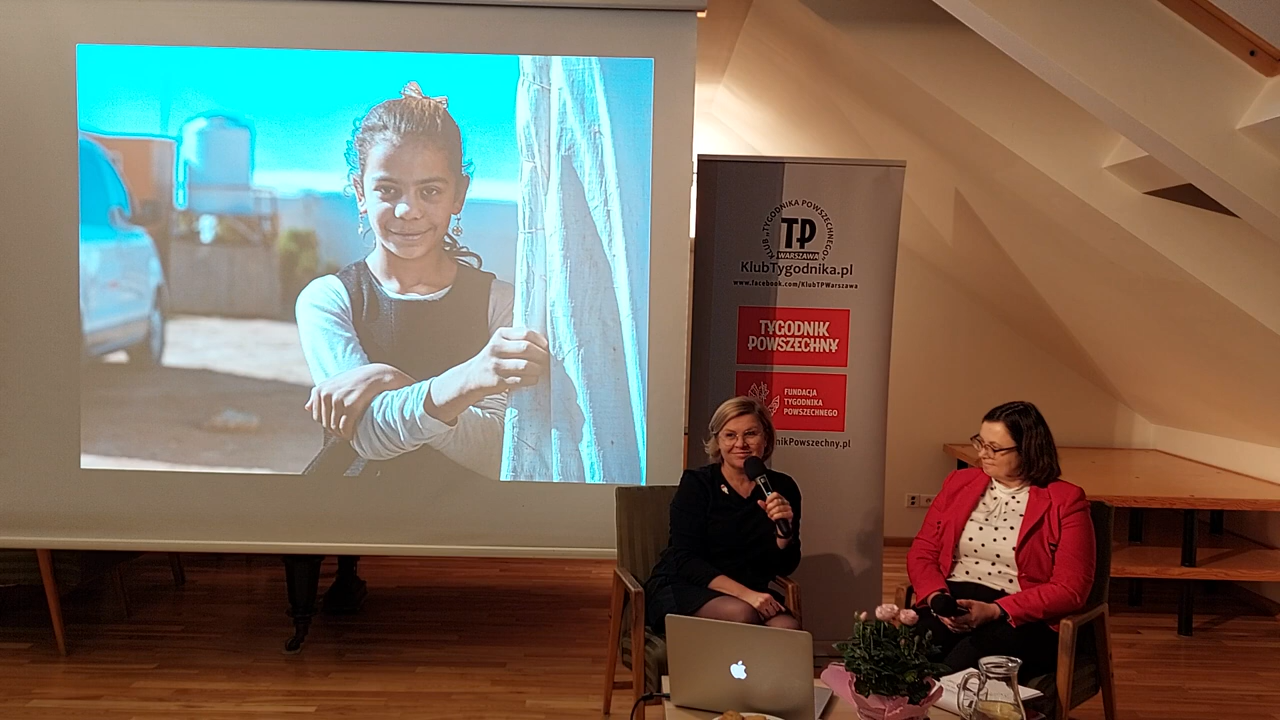 KLUB „TYGODNIKA POWSZECHNEGO”
TP
WARSZAWA
KlubTygodnika.pl
www.facebook.com/KlubTPWarszawa
TYGODNIK
POWSZECHNY
FUNDACJA
TYGODNIKA
POWSZECHNEGO
nikPowszechny.pl